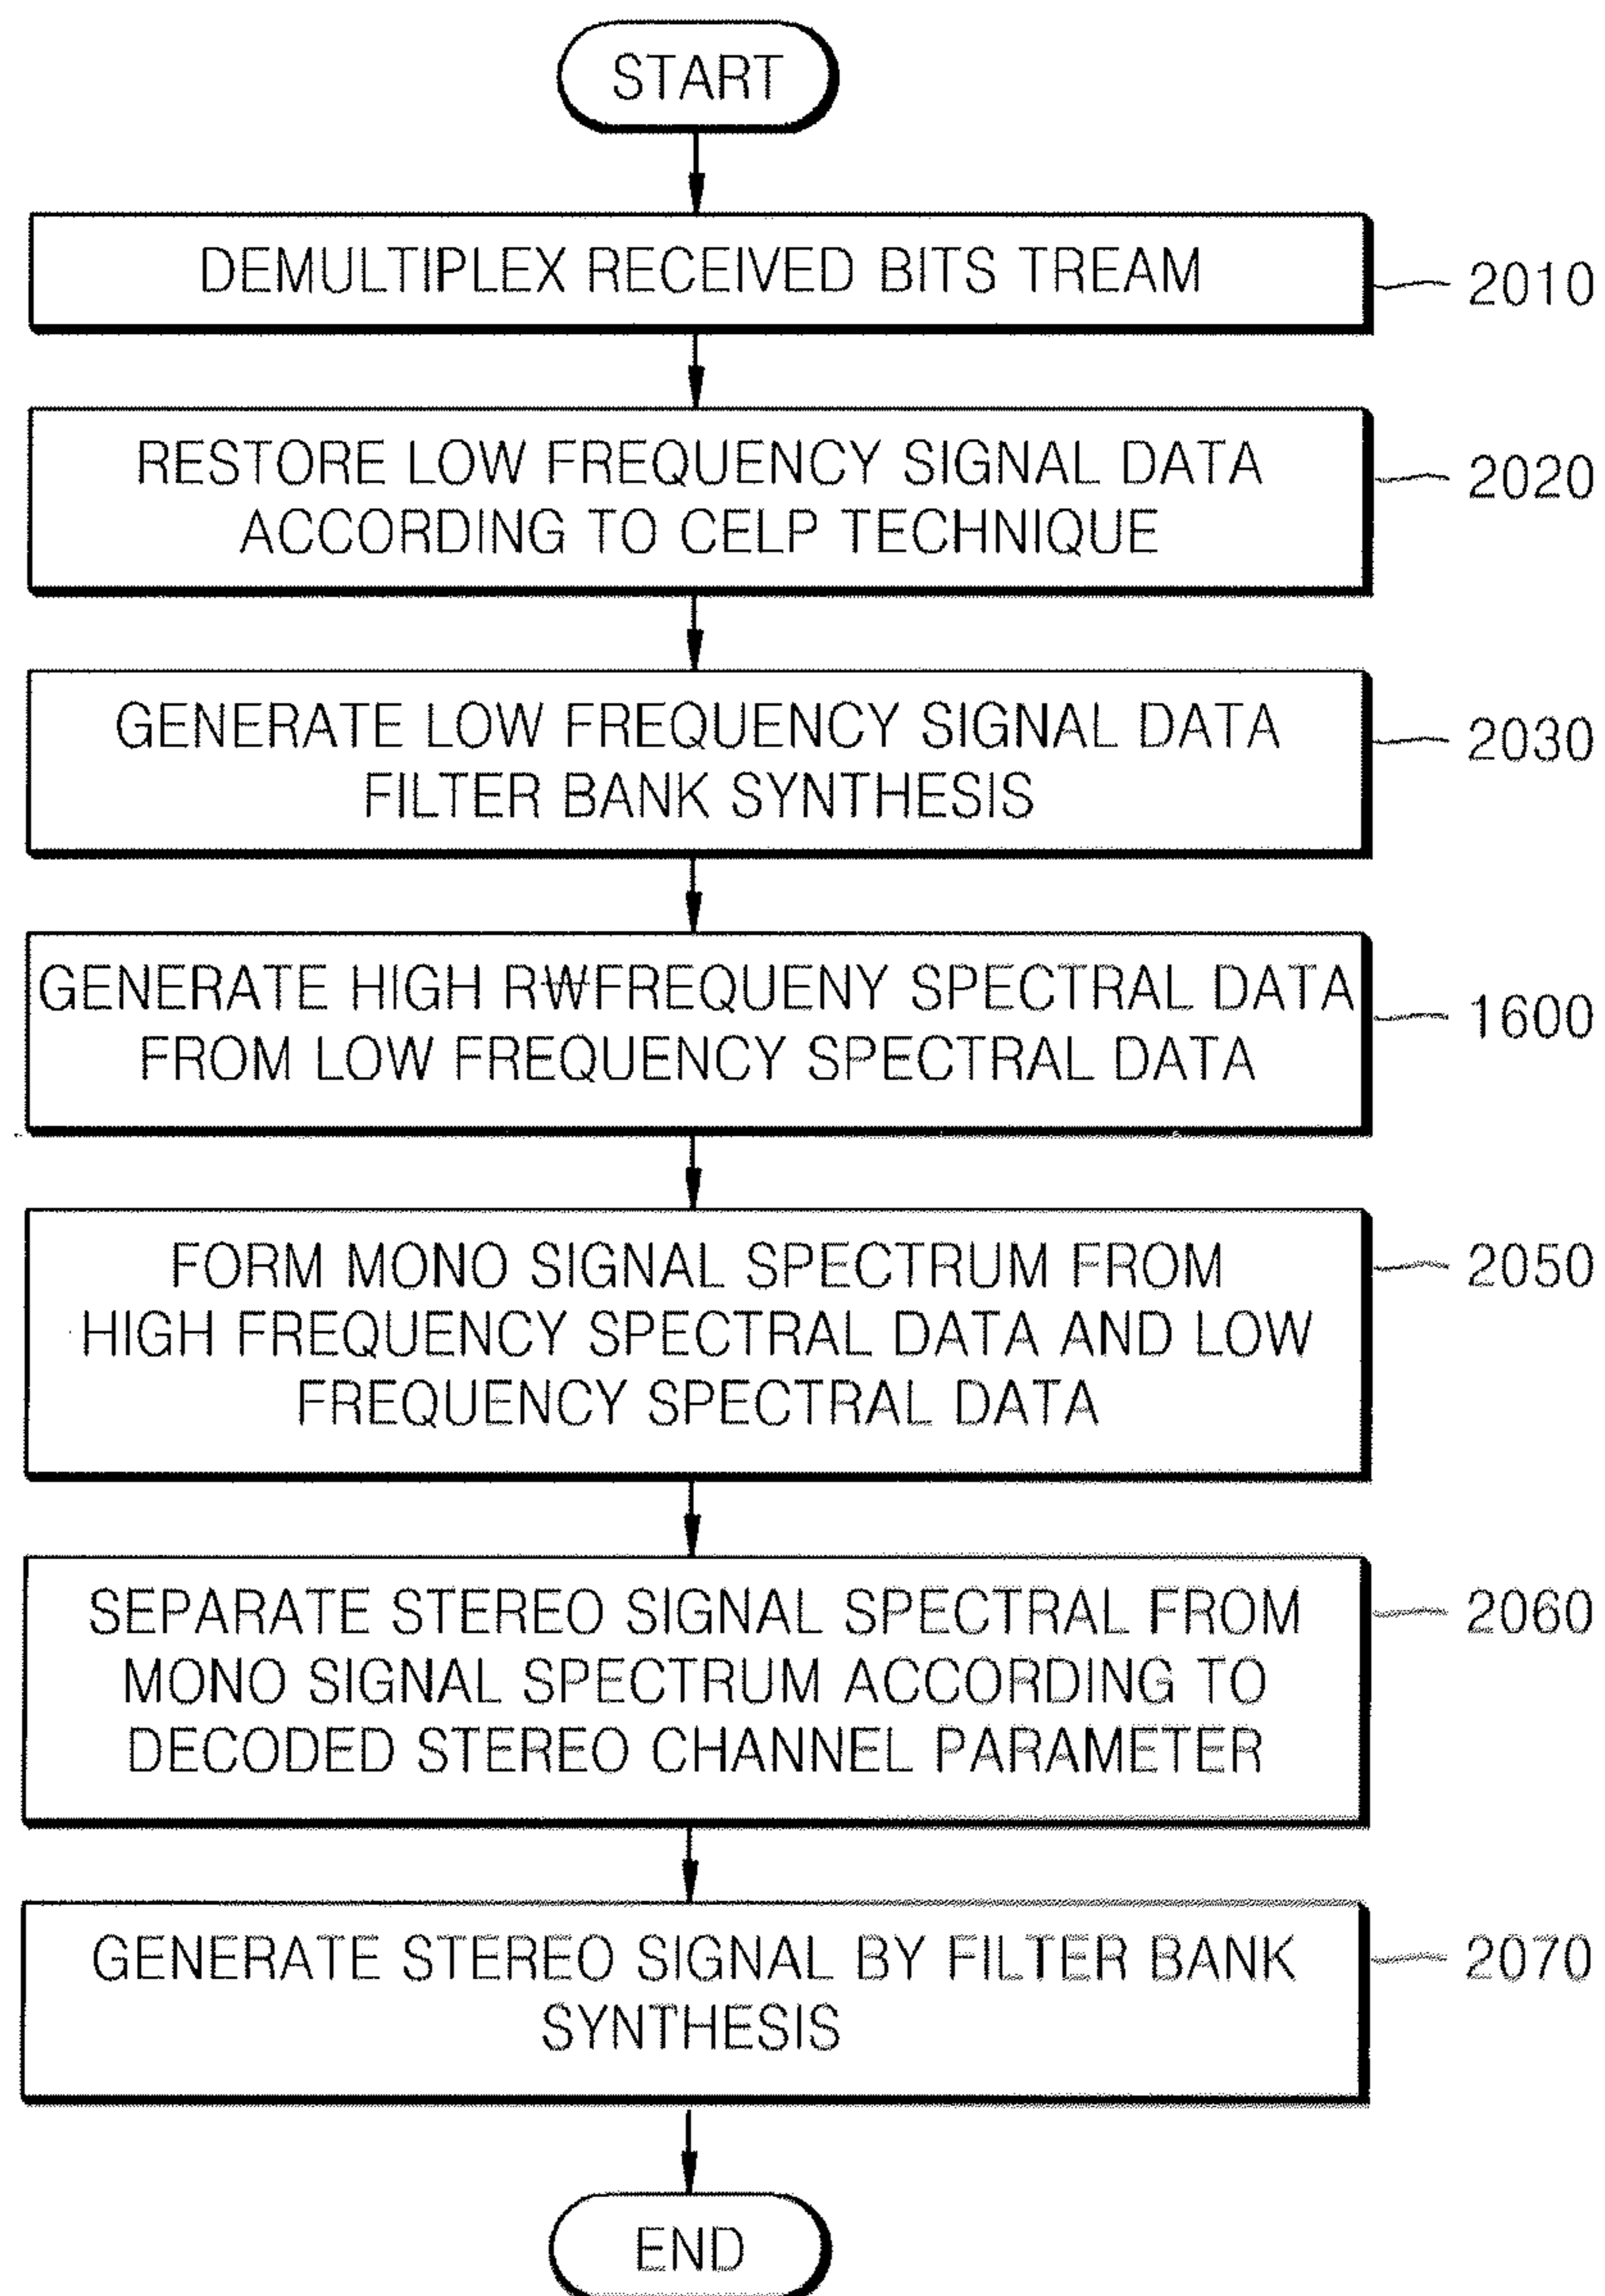 START
DEMULTIPLEX RECEIVED BITS TREAM
2010
RESTORE LOW FREQUENCY SIGNAL DATA
ACCORDING TO CELP TECHNIQUE
2020
GENERATE LOW FREQUENCY SIGNAL DATA
FILTER BANK SYNTHESIS
2030
GENERATE HIGH R₩FREQUENY SPECTRAL DATA
FROM LOW FREQUENCY SPECTRAL DATA
1600
FORM MONO SIGNAL SPECTRUM FROM
HIGH FREQUENCY SPECTRAL DATA AND LOW
FREQUENCY SPECTRAL DATA
2050
SEPARATE STEREO SIGNAL SPECTRAL FROM
MONO SIGNAL SPECTRUM ACCORDING TO
DECODED STEREO CHANNEL PARAMETER
2060
GENERATE STEREO SIGNAL BY FILTER BANK
SYNTHESIS
2070
END